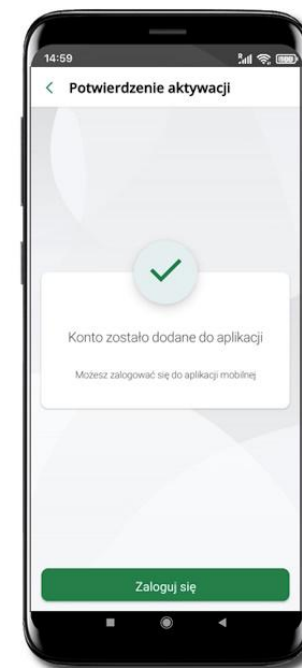 14:59
Potwierdzenie aktywacji
Konto zostało dodane do aplikacji
Możesz zalogować się do aplikacji mobilnej
Zaloguj się